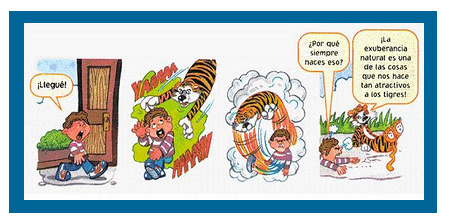 ¡Llegué!
YAAAAA
AAAAAH
¿Por qué
siempre
haces eso?
¡La
exuberancia
natural es una
de las cosas
que nos hace
tan atractivos
a los tigres!